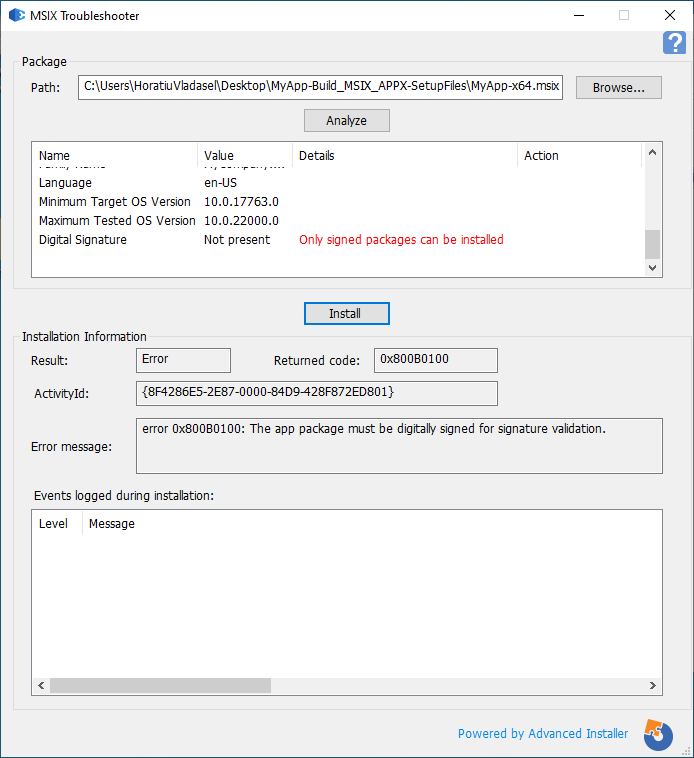 MSIX Troubleshooter
?
Package
Path: C:\Users\HoratiuVladasel\Desktop\MyApp-Build_MSIX_APPX-SetupFiles\MyApp-x64.msix Browse...
Analyze
Name Value Details Action
Language en-US
Minimum Target OS Version 10.0.17763.0
Maximum Tested OS Version 10.0.22000.0
Digital Signature Not present Only signed packages can be installed
Install
Installation Information
Result: Error Returned code: 0x800B0100
ActivityId: {8F4286E5-2E87-0000-84D9-428F872ED801}
Error message: error 0x800B0100: The app package must be digitally signed for signature validation.
Events logged during installation:
Level Message
Powered by Advanced Installer